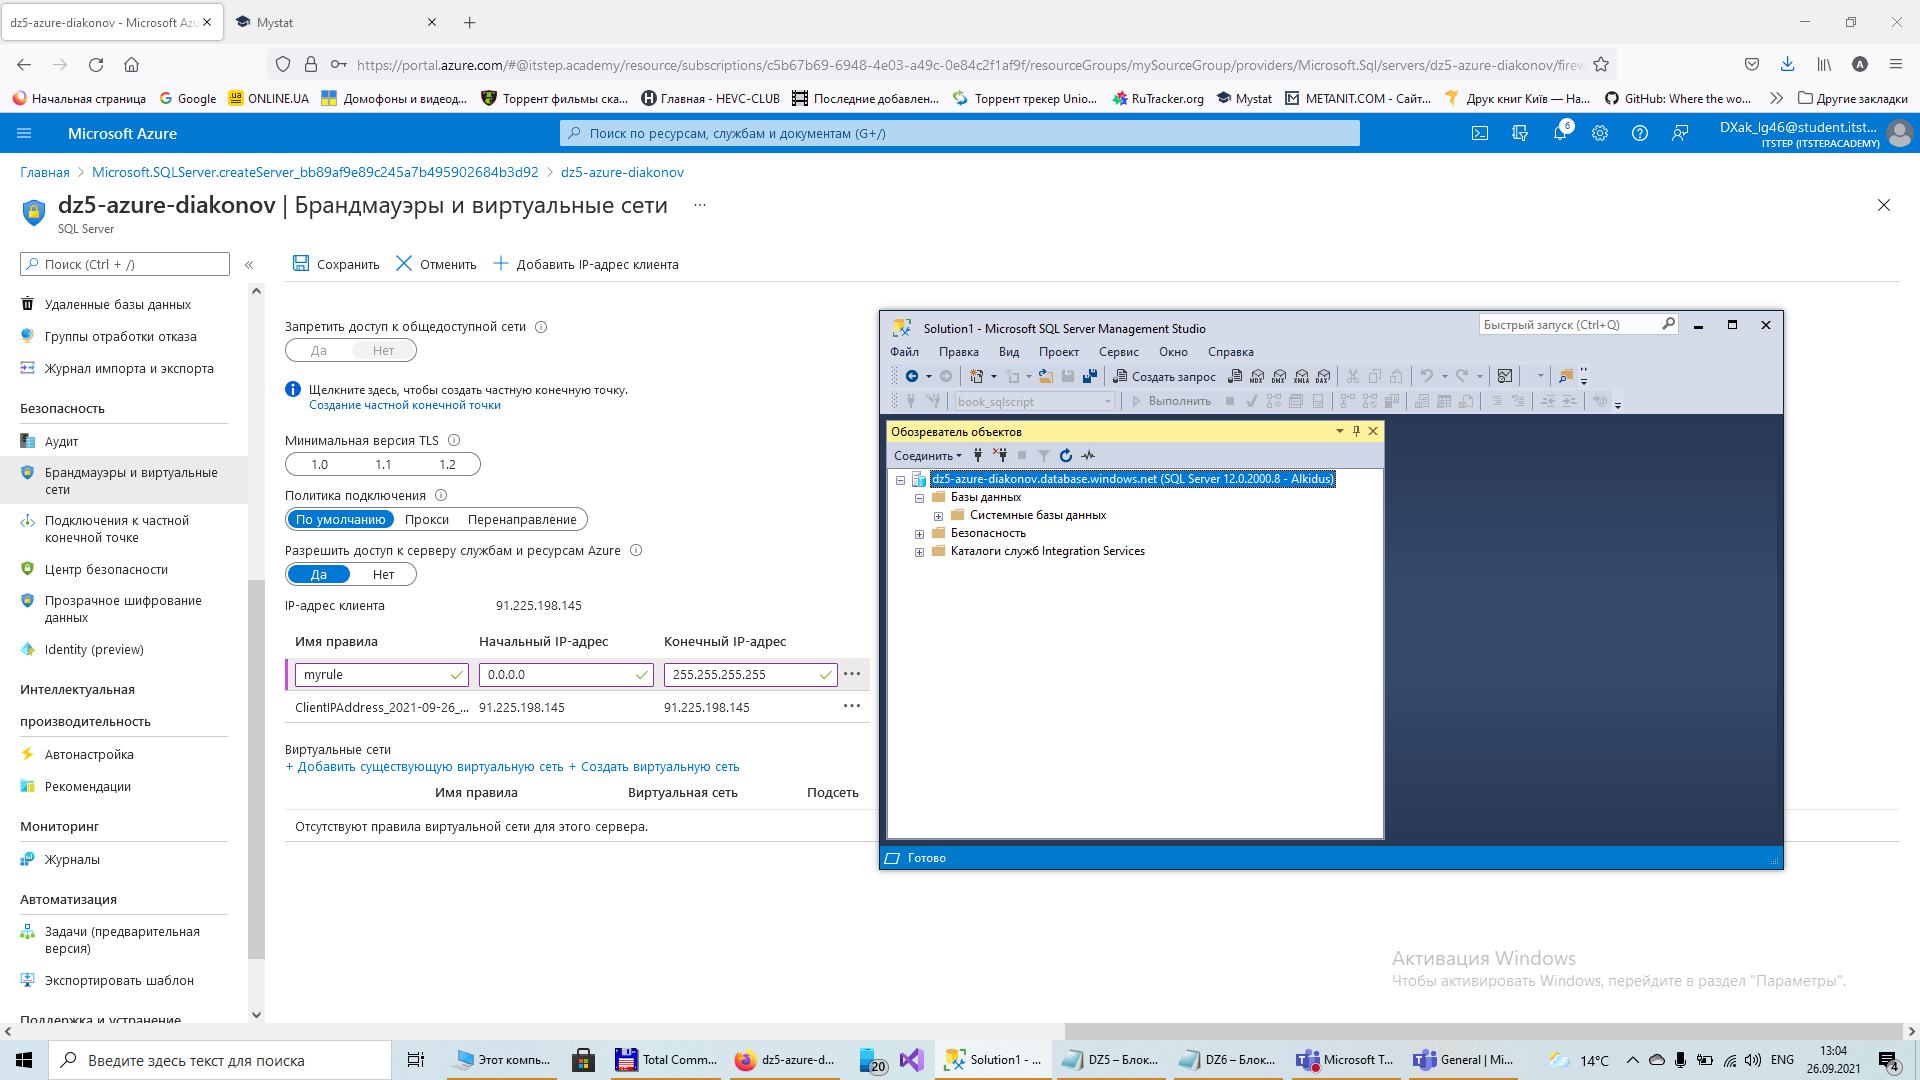 dz5-azure-diakonov - Microsoft Azu
Mystat
https://portal.azure.com/#@itstep.academy/resource/subscriptions/c5b67b69-6948-4e03-a49c-0e84c2f1af9f/resourceGroups/mySourceGroup/providers/Microsoft.Sql/servers/dz5-azure-diakonov/firew
Начальная страница
Google
ONLINE.UA
Домофоны и видеод...
Торрент фильмы ска...
Главная - HEVC-CLUB
Последние добавлен...
Торрент трекер Unio...
RuTracker.org
Mystat
METANIT.COM - Сайт...
Друк книг Київ — На...
GitHub: Where the wo...
Другие закладки
Microsoft Azure
Поиск по ресурсам, службам и документам (G+/)
6
DXak_lg46@student.itst...
ITSTEP (ITSTEP.ACADEMY)
Главная > Microsoft.SQLServer.createServer_bb89af9e89c245a7b495902684b3d92 > dz5-azure-diakonov
dz5-azure-diakonov | Брандмауэры и виртуальные сети ...
SQL Server
Поиск (Ctrl + /)
«
Удаленные базы данных
Группы отработки отказа
Журнал импорта и экспорта
Безопасность
Аудит
Брандмауэры и виртуальные
сети
Подключения к частной
конечной точке
Центр безопасности
Прозрачное шифрование
данных
Identity (preview)
Интеллектуальная
производительность
Автонастройка
Рекомендации
Мониторинг
Журналы
Автоматизация
Задачи (предварительная
версия)
Экспортировать шаблон
Поддержка и устранение
Сохранить
Отменить
Добавить IP-адрес клиента
Запретить доступ к общедоступной сети
Да Нет
Щелкните здесь, чтобы создать частную конечную точку.
Создание частной конечной точки
Минимальная версия TLS
1.0 1.1 1.2
Политика подключения
По умолчанию Прокси Перенаправление
Разрешить доступ к серверу службам и ресурсам Azure
Да Нет
IP-адрес клиента 91.225.198.145
Имя правила Начальный IP-адрес Конечный IP-адрес
myrule 0.0.0.0 255.255.255.255 ...
ClientIPAddress_2021-09-26_... 91.225.198.145 91.225.198.145 ...
Виртуальные сети
+ Добавить существующую виртуальную сеть + Создать виртуальную сеть
Имя правила Виртуальная сеть Подсеть
Отсутствуют правила виртуальной сети для этого сервера.
Solution1 - Microsoft SQL Server Management Studio
Быстрый запуск (Ctrl+Q)
Файл Правка Вид Проект Сервис Окно Справка
Создать запрос
MDX DMX XMLA DAX
book_sqlscript
Выполнить
Обозреватель объектов
Соединить
dz5-azure-diakonov.database.windows.net (SQL Server 12.0.2000.8 - Alkidus)
Базы данных
Системные базы данных
Безопасность
Каталоги служб Integration Services
Готово
Активация Windows
Чтобы активировать Windows, перейдите в раздел "Параметры".
Введите здесь текст для поиска
Этот компь...
Total Comm...
dz5-azure-d...
20
Solution1 - ...
DZ5 – Блок...
DZ6 – Блок...
Microsoft T...
General | Mi...
14°C
ENG
13:04
26.09.2021
4